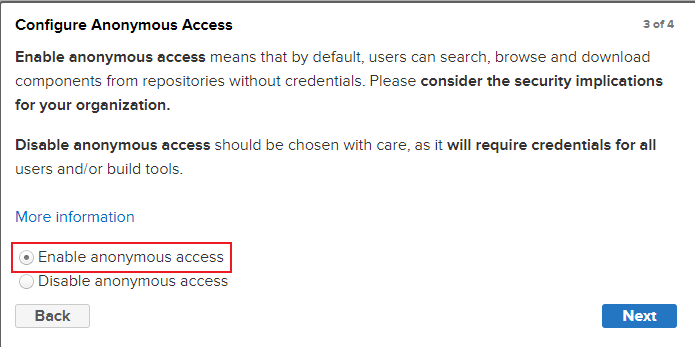 Configure Anonymous Access
3 of 4
Enable anonymous access means that by default, users can search, browse and download
components from repositories without credentials. Please consider the security implications
for your organization.
Disable anonymous access should be chosen with care, as it will require credentials for all
users and/or build tools.
More information
Enable anonymous access
Disable anonymous access
Back
Next